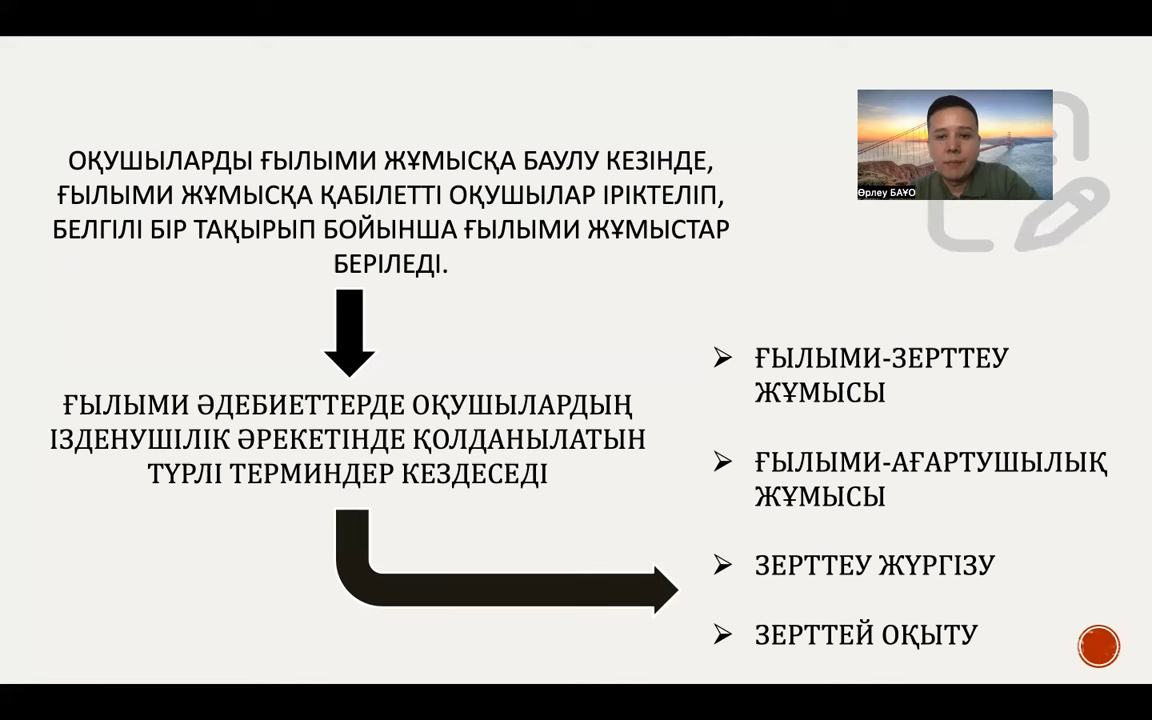 ОҚУШЫЛАРДЫ ҒЫЛЫМИ ЖҰМЫСҚА БАУЛУ КЕЗІНДЕ,
ҒЫЛЫМИ ЖҰМЫСҚА ҚАБІЛЕТТІ ОҚУШЫЛАР ІРІКТЕЛІП,
БЕЛГІЛІ БІР ТАҚЫРЫП БОЙЫНША ҒЫЛЫМИ ЖҰМЫСТАР
БЕРІЛЕДІ.
Өрлеу БАҰО
ҒЫЛЫМИ ӘДЕБИЕТТЕРДЕ ОҚУШЫЛАРДЫҢ
ІЗДЕНУШІЛІК ӘРЕКЕТІНДЕ ҚОЛДАНЫЛАТЫН
ТҮРЛІ ТЕРМИНДЕР КЕЗДЕСЕДІ
ҒЫЛЫМИ-ЗЕРТТЕУ
ЖҰМЫСЫ
ҒЫЛЫМИ-АҒАРТУШЫЛЫҚ
ЖҰМЫСЫ
ЗЕРТТЕУ ЖҮРГІЗУ
ЗЕРТТЕЙ ОҚЫТУ